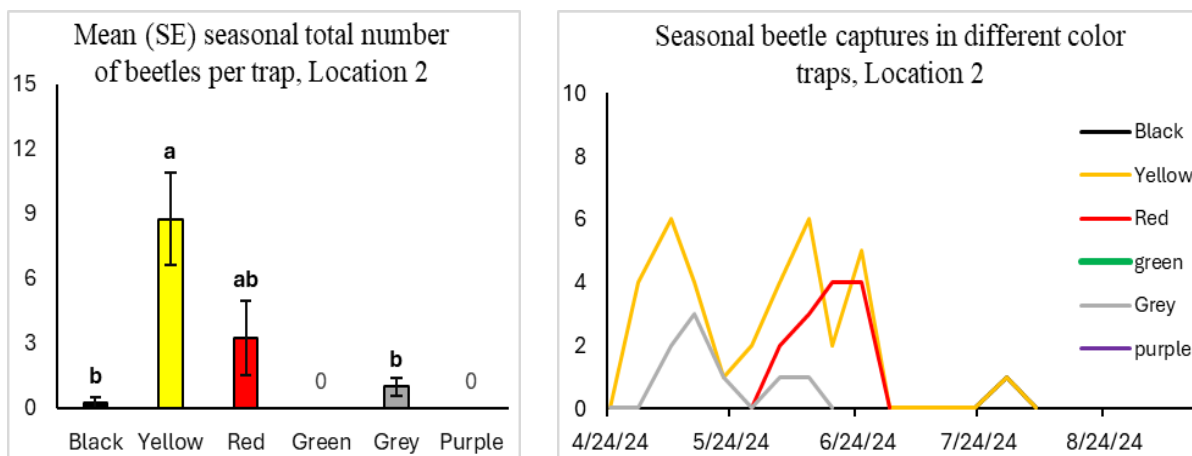 Mean (SE) seasonal total number
of beetles per trap, Location 2
15
12
9
6
3
0
b
a
ab
0
b
0
Black Yellow Red Green Grey Purple
Seasonal beetle captures in different color
traps, Location 2
10
8
6
4
2
0
4/24/24 5/24/24 6/24/24 7/24/24 8/24/24
Black
Yellow
Red
green
Grey
purple